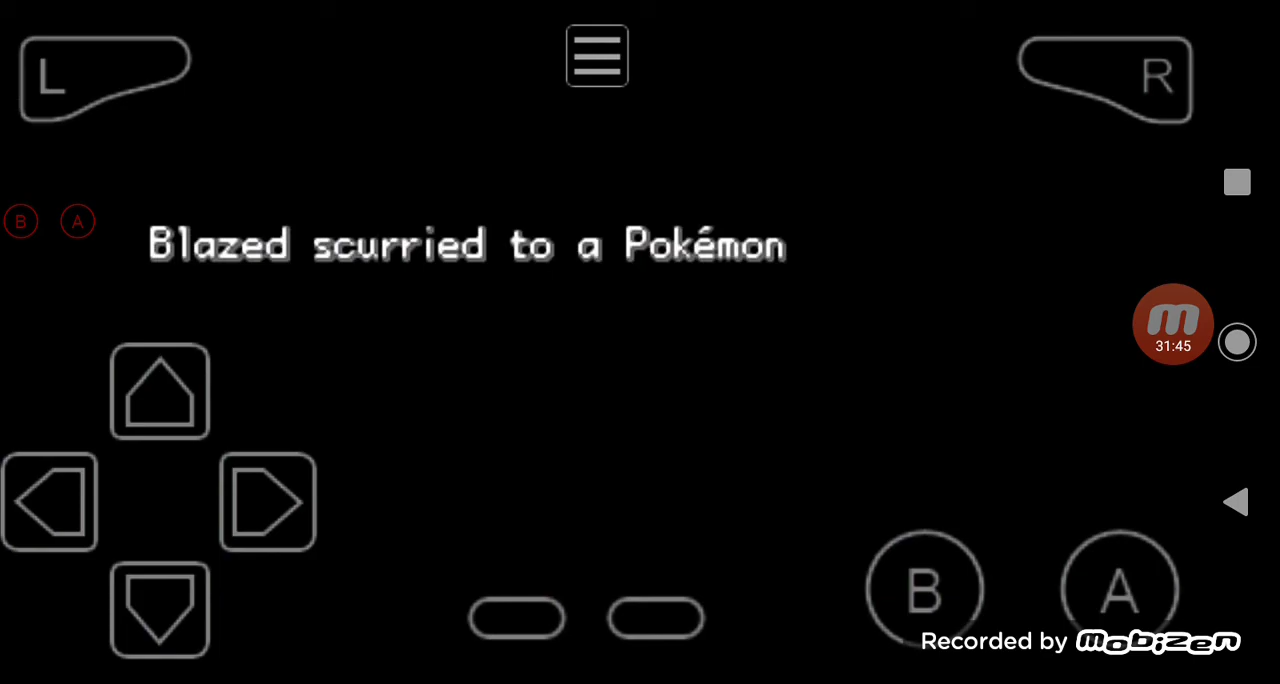 L
R
B A
Blazed scurried to a Pokémon
31:45
B
A
Recorded by mobizen